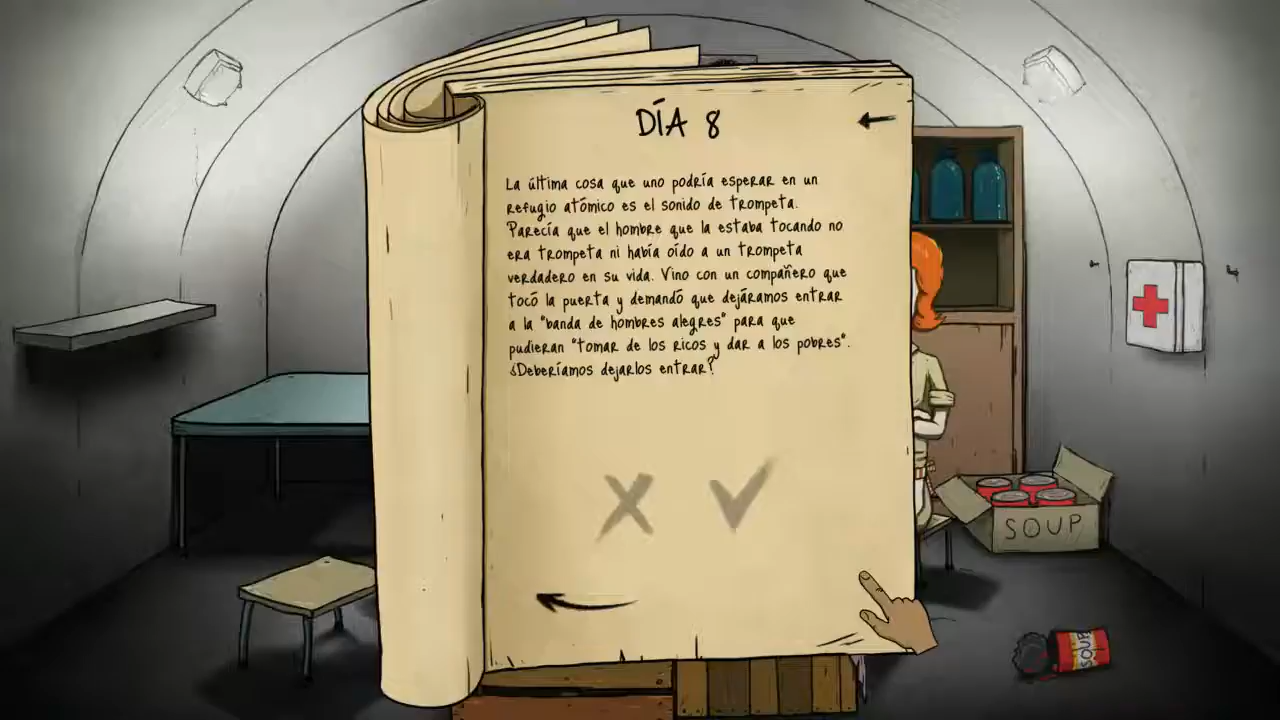 DÍA 8
La última cosa que uno podría esperar en un
refugio atómico es el sonido de trompeta.
Parecía que el hombre que la estaba tocando no
era trompeta ni había oído a un trompeta
verdadero en su vida. Vino con un compañero que
tocó la puerta y demandó que dejáramos entrar
a la "banda de hombres alegres" para que
pudieran "tomar de los ricos y dar a los pobres".
¿Deberíamos dejarlos entrar?
SOUP
SOUP